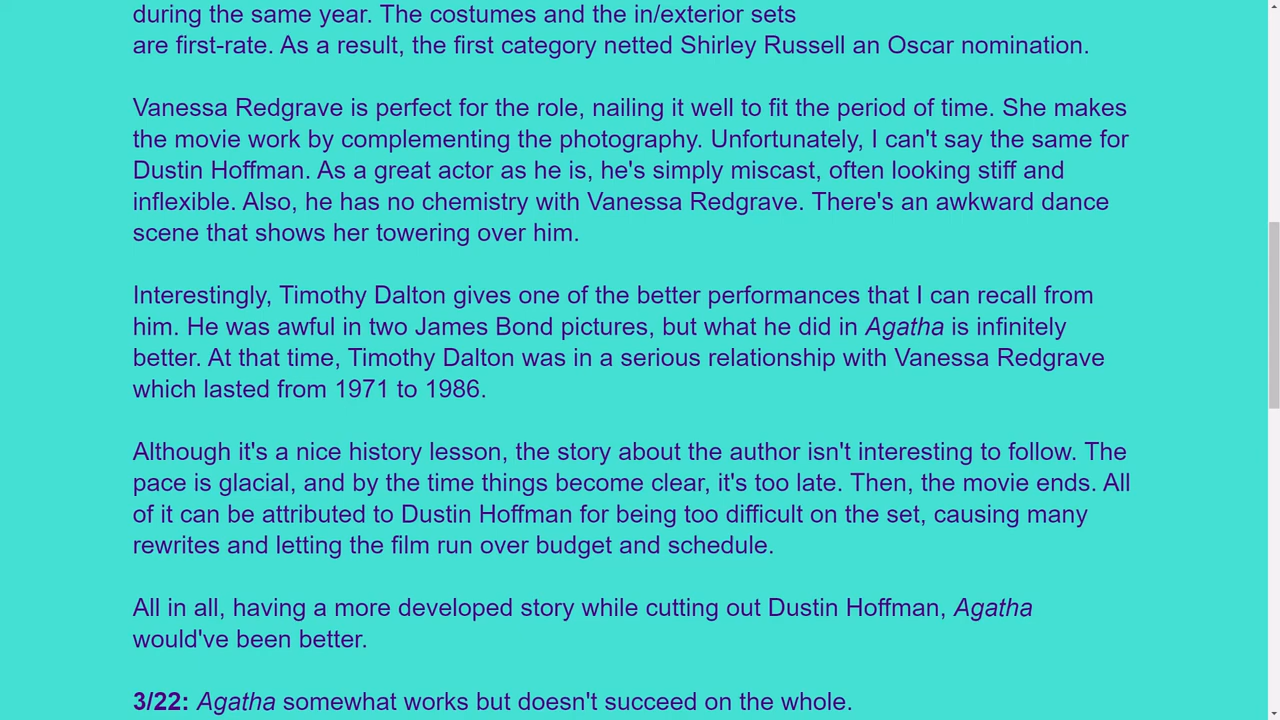 during the same year. The costumes and the in/exterior sets
are first-rate. As a result, the first category netted Shirley Russell an Oscar nomination.
Vanessa Redgrave is perfect for the role, nailing it well to fit the period of time. She makes
the movie work by complementing the photography. Unfortunately, I can't say the same for
Dustin Hoffman. As a great actor as he is, he's simply miscast, often looking stiff and
inflexible. Also, he has no chemistry with Vanessa Redgrave. There's an awkward dance
scene that shows her towering over him.
Interestingly, Timothy Dalton gives one of the better performances that I can recall from
him. He was awful in two James Bond pictures, but what he did in Agatha is infinitely
better. At that time, Timothy Dalton was in a serious relationship with Vanessa Redgrave
which lasted from 1971 to 1986.
Although it's a nice history lesson, the story about the author isn't interesting to follow. The
pace is glacial, and by the time things become clear, it's too late. Then, the movie ends. All
of it can be attributed to Dustin Hoffman for being too difficult on the set, causing many
rewrites and letting the film run over budget and schedule.
All in all, having a more developed story while cutting out Dustin Hoffman, Agatha
would've been better.
3/22: Agatha somewhat works but doesn't succeed on the whole.